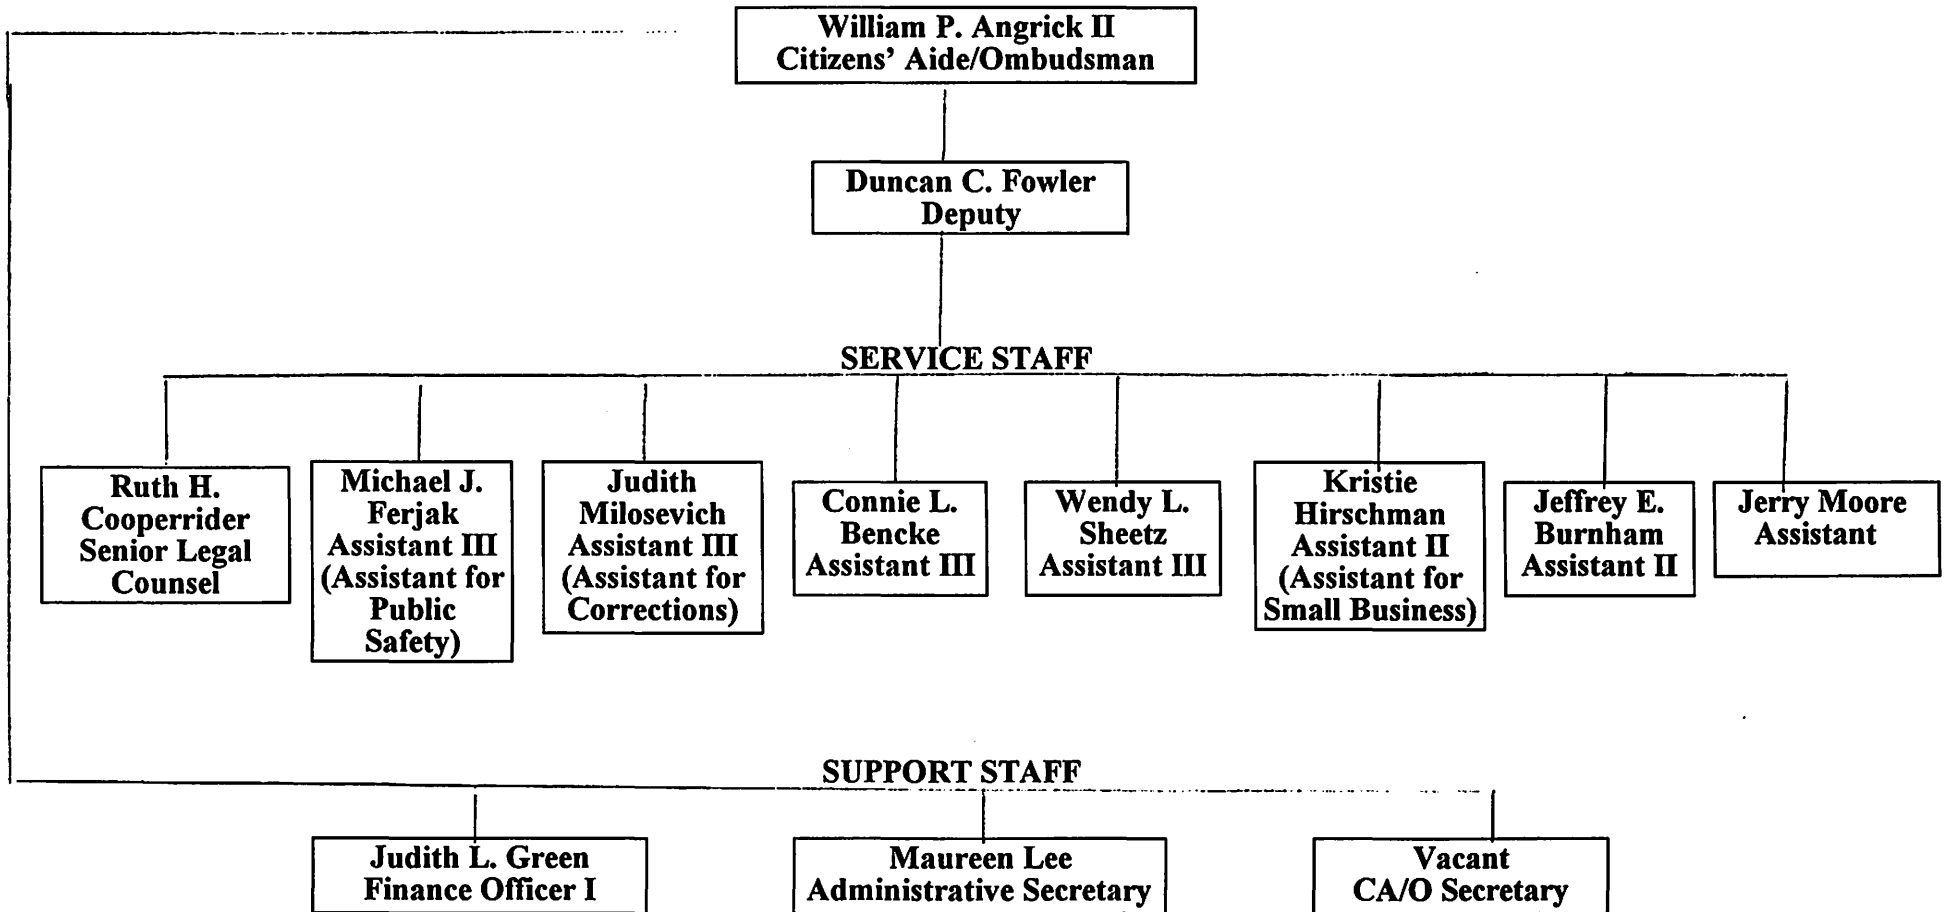 William P. Angrick II
Citizens' Aide/Ombudsman
Duncan C. Fowler
Deputy
SERVICE STAFF
Ruth H.
Cooperrider
Senior Legal
Counsel
Michael J.
Ferjak
Assistant III
(Assistant for
Public
Safety)
Judith
Milosevich
Assistant III
(Assistant for
Corrections)
Connie L.
Bencke
Assistant III
Wendy L.
Sheetz
Assistant III
Kristie
Hirschman
Assistant II
(Assistant for
Small Business)
Jeffrey E.
Burnham
Assistant II
Jerry Moore
Assistant
SUPPORT STAFF
Judith L. Green
Finance Officer I
Maureen Lee
Administrative Secretary
Vacant
CA/O Secretary